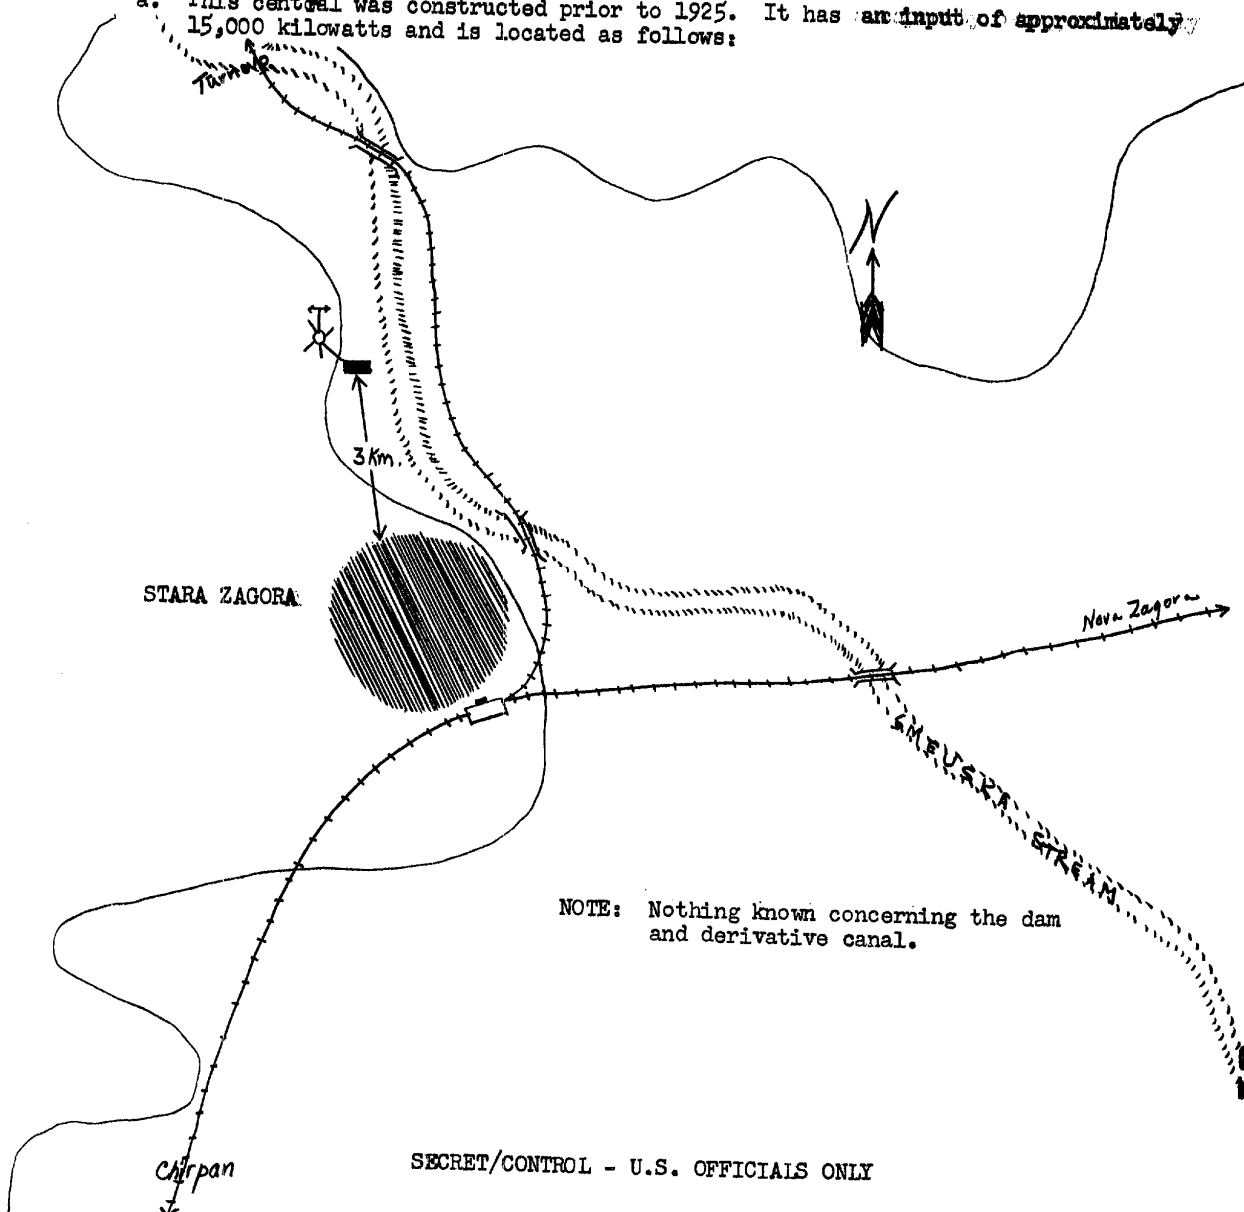 a. This central was constructed prior to 1925. It has an input of approximately
15,000 kilowatts and is located as follows:
N
3 Km.
STARA ZAGORA
Nova Zagora
SMEUSKA STREAM
NOTE: Nothing known concerning the dam
and derivative canal.
Chirpan
SECRET/CONTROL - U.S. OFFICIALS ONLY